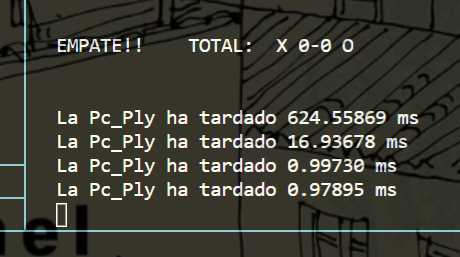 EMPATE!! TOTAL: X 0-0 O
La Pc_Ply ha tardado 624.55869 ms
La Pc_Ply ha tardado 16.93678 ms
La Pc_Ply ha tardado 0.99730 ms
La Pc_Ply ha tardado 0.97895 ms